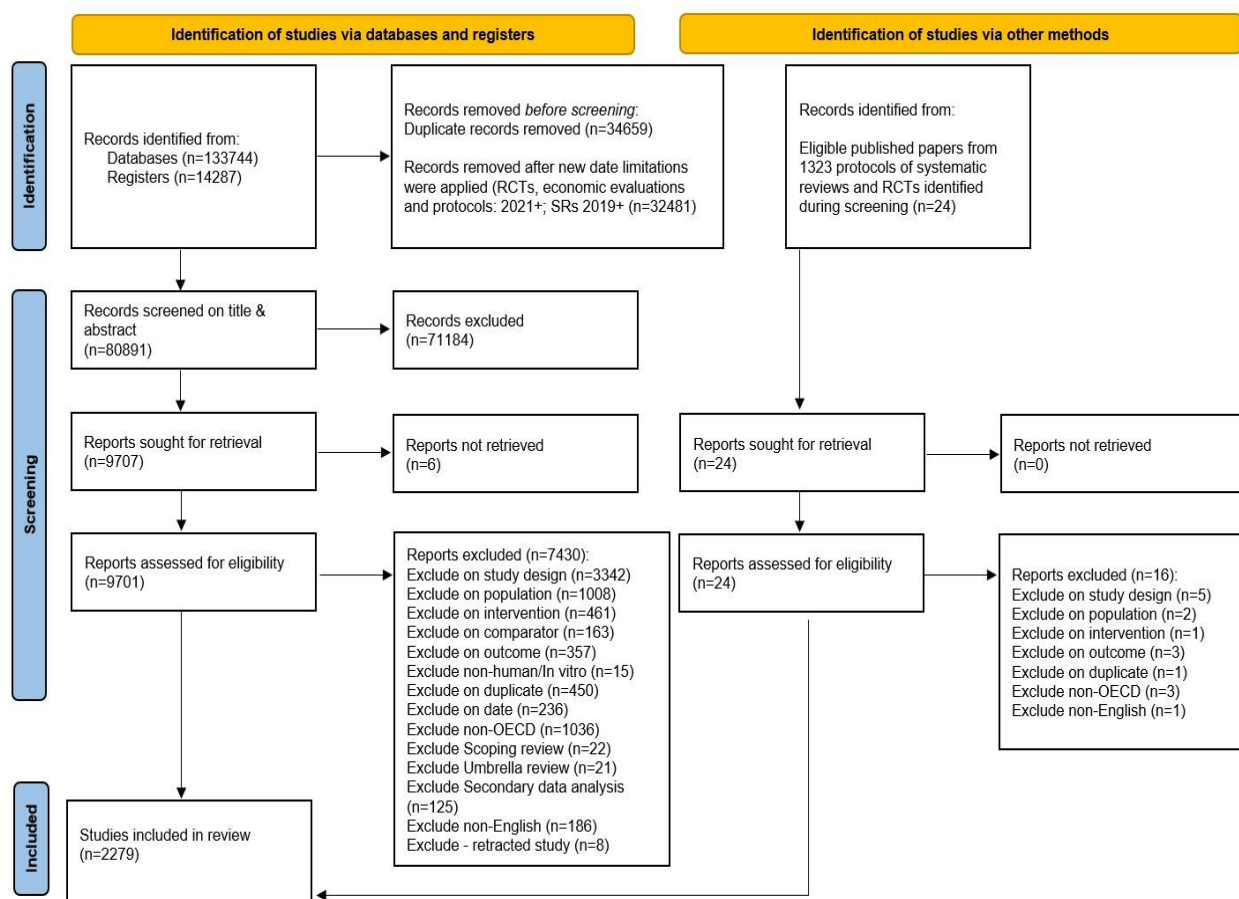 Identification of studies via databases and registers
Identification of studies via other methods
Identification
Records identified from:
Databases (n=133744)
Registers (n=14287)
Records removed before screening:
Duplicate records removed (n=34659)
Records removed after new date limitations
were applied (RCTs, economic evaluations
and protocols: 2021+; SRs 2019+ (n=32481)
Records identified from:
Eligible published papers from
1323 protocols of systematic
reviews and RCTs identified
during screening (n=24)
Screening
Records screened on title &
abstract
(n=80891)
Records excluded
(n=71184)
Reports sought for retrieval
(n=9707)
Reports not retrieved
(n=6)
Reports sought for retrieval
(n=24)
Reports not retrieved
(n=0)
Reports assessed for eligibility
(n=9701)
Reports excluded (n=7430):
Exclude on study design (n=3342)
Exclude on population (n=1008)
Exclude on intervention (n=461)
Exclude on comparator (n=163)
Exclude on outcome (n=357)
Exclude non-human/In vitro (n=15)
Exclude on duplicate (n=450)
Exclude on date (n=236)
Exclude non-OECD (n=1036)
Exclude Scoping review (n=22)
Exclude Umbrella review (n=21)
Exclude Secondary data analysis
(n=125)
Exclude non-English (n=186)
Exclude - retracted study (n=8)
Reports assessed for eligibility
(n=24)
Reports excluded (n=16):
Exclude on study design (n=5)
Exclude on population (n=2)
Exclude on intervention (n=1)
Exclude on outcome (n=3)
Exclude on duplicate (n=1)
Exclude non-OECD (n=3)
Exclude non-English (n=1)
Included
Studies included in review
(n=2279)